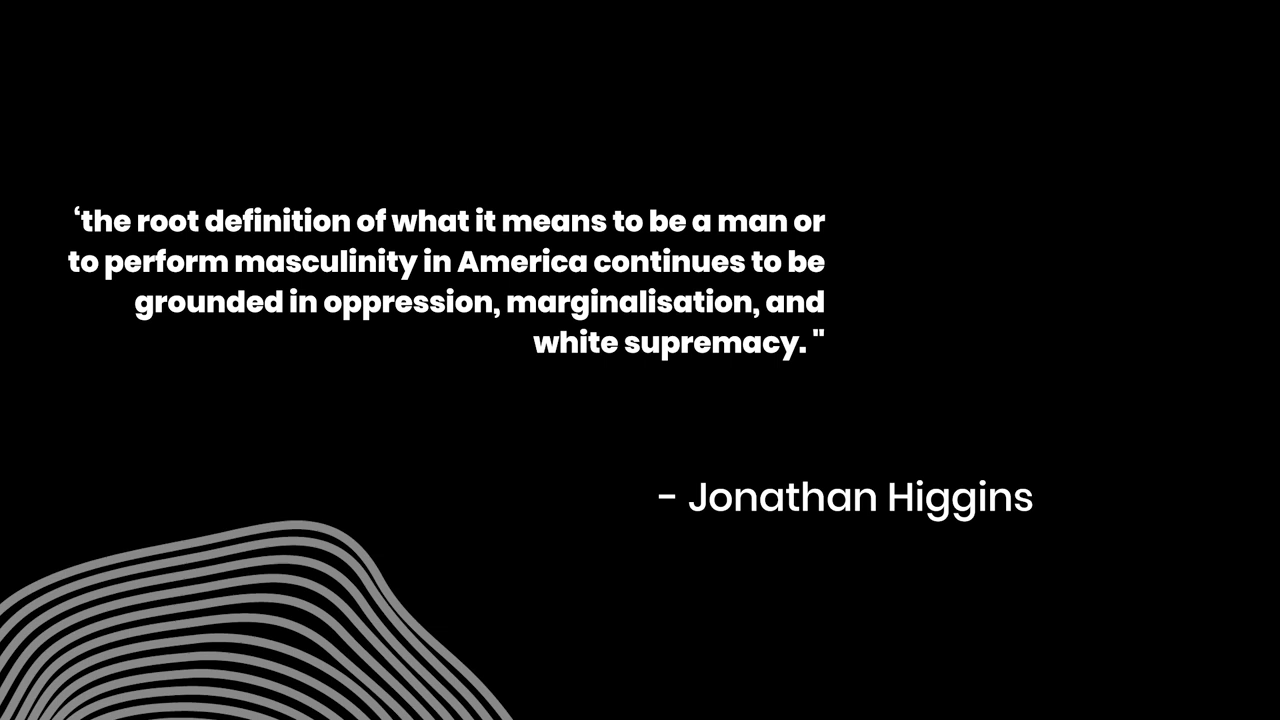 ‘the root definition of what it means to be a man or
to perform masculinity in America continues to be
grounded in oppression, marginalisation, and
white supremacy. "
- Jonathan Higgins